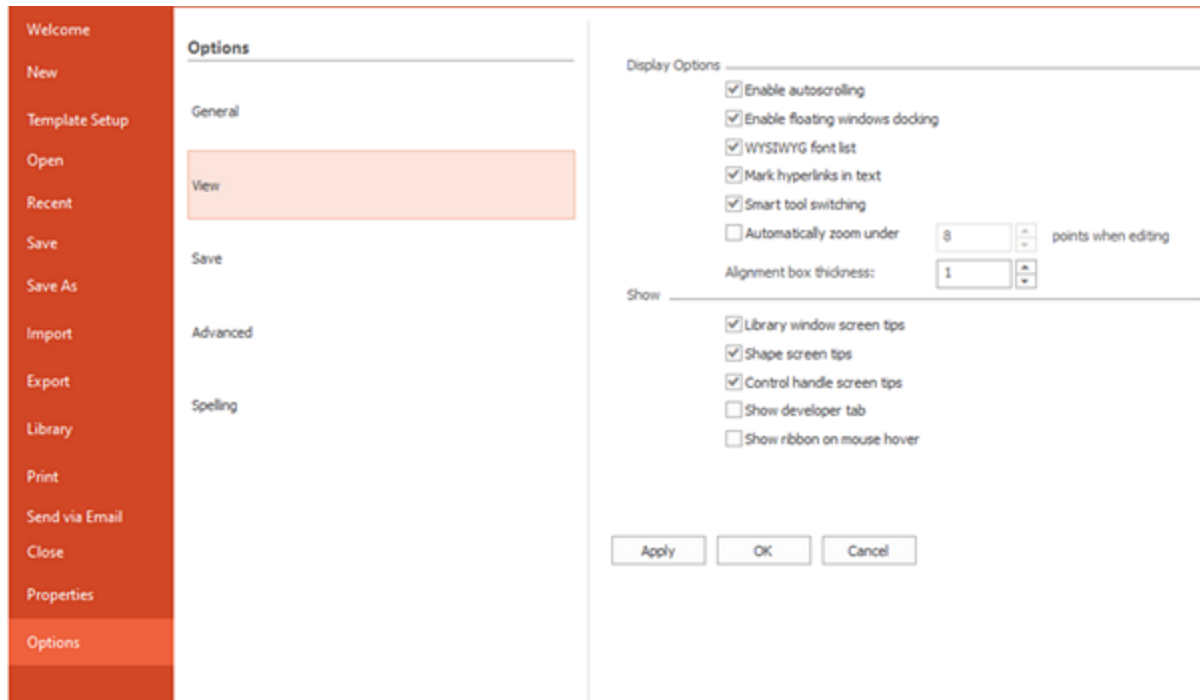 Welcome
New
Template Setup
Open
Recent
Save
Save As
Import
Export
Library
Print
Send via Email
Close
Properties
Options
Options
General
View
Save
Advanced
Spelling
Display Options
Enable autoscrolling
Enable floating windows docking
WYSIWYG font list
Mark hyperlinks in text
Smart tool switching
Automatically zoom under 8 points when editing
Alignment box thickness: 1
Show
Library window screen tips
Shape screen tips
Control handle screen tips
Show developer tab
Show ribbon on mouse hover
Apply OK Cancel